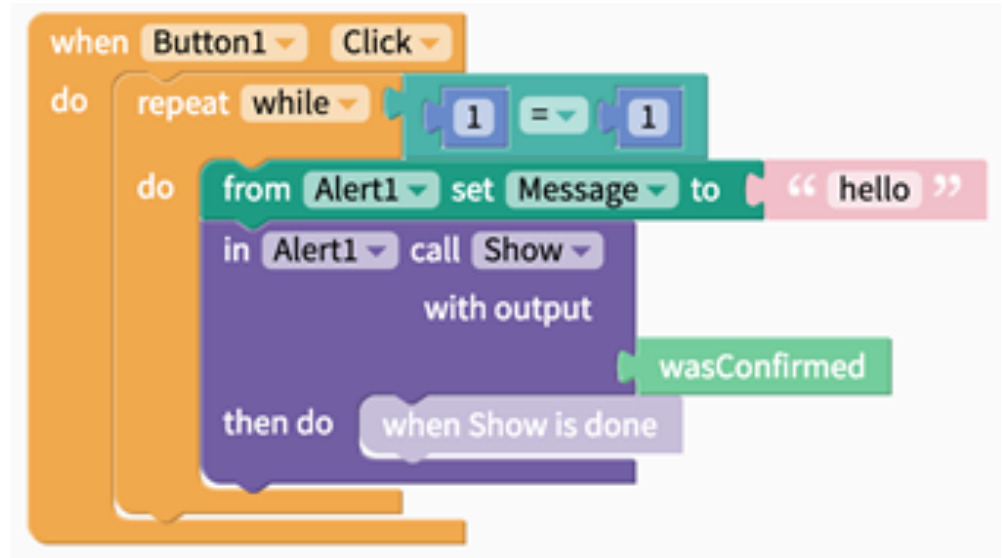 when Button1 Click
do repeat while 1 = 1
do from Alert1 set Message to “ hello ”
in Alert1 call Show
with output
wasConfirmed
then do when Show is done